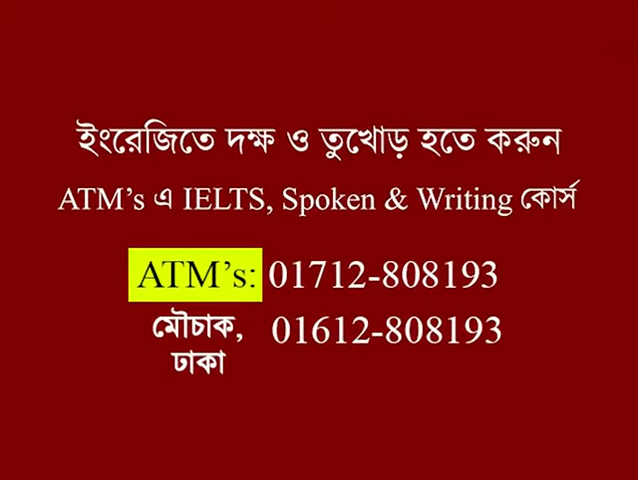 ইংরেজিতে দক্ষ ও তুখোড় হতে করুন
ATM’s এ IELTS, Spoken & Writing কোর্স
ATM’s: 01712-808193
মৌচাক, 01612-808193
ঢাকা